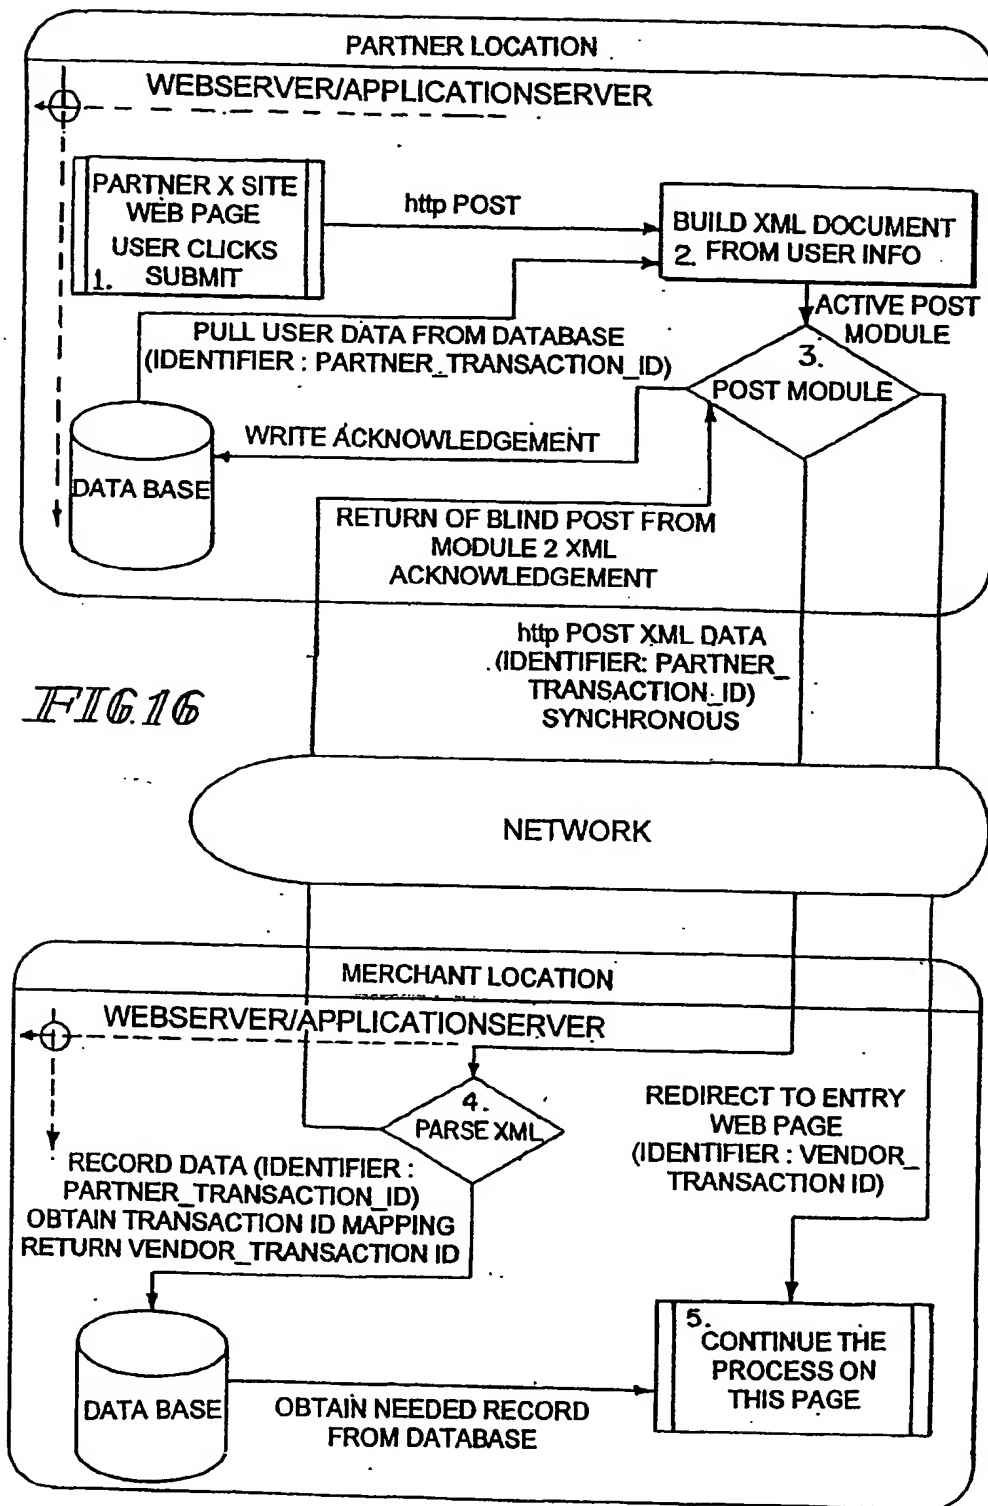 PARTNER LOCATION
WEBSERVER/APPLICATIONSERVER
PARTNER X SITE
WEB PAGE
USER CLICKS
SUBMIT
1.
http POST
BUILD XML DOCUMENT
2. FROM USER INFO
ACTIVE POST
MODULE
PULL USER DATA FROM DATABASE
(IDENTIFIER : PARTNER_TRANSACTION_ID)
3.
POST MODULE
WRITE ACKNOWLEDGEMENT
DATA BASE
RETURN OF BLIND POST FROM
MODULE 2 XML
ACKNOWLEDGEMENT
http POST XML DATA
(IDENTIFIER: PARTNER_
TRANSACTION_ID)
SYNCHRONOUS
FIG.16
NETWORK
MERCHANT LOCATION
WEBSERVER/APPLICATIONSERVER
4.
PARSE XML
REDIRECT TO ENTRY
WEB PAGE
(IDENTIFIER : VENDOR_
TRANSACTION ID)
RECORD DATA (IDENTIFIER :
PARTNER_TRANSACTION_ID)
OBTAIN TRANSACTION ID MAPPING
RETURN VENDOR_TRANSACTION ID
DATA BASE
OBTAIN NEEDED RECORD
FROM DATABASE
5.
CONTINUE THE
PROCESS ON
THIS PAGE